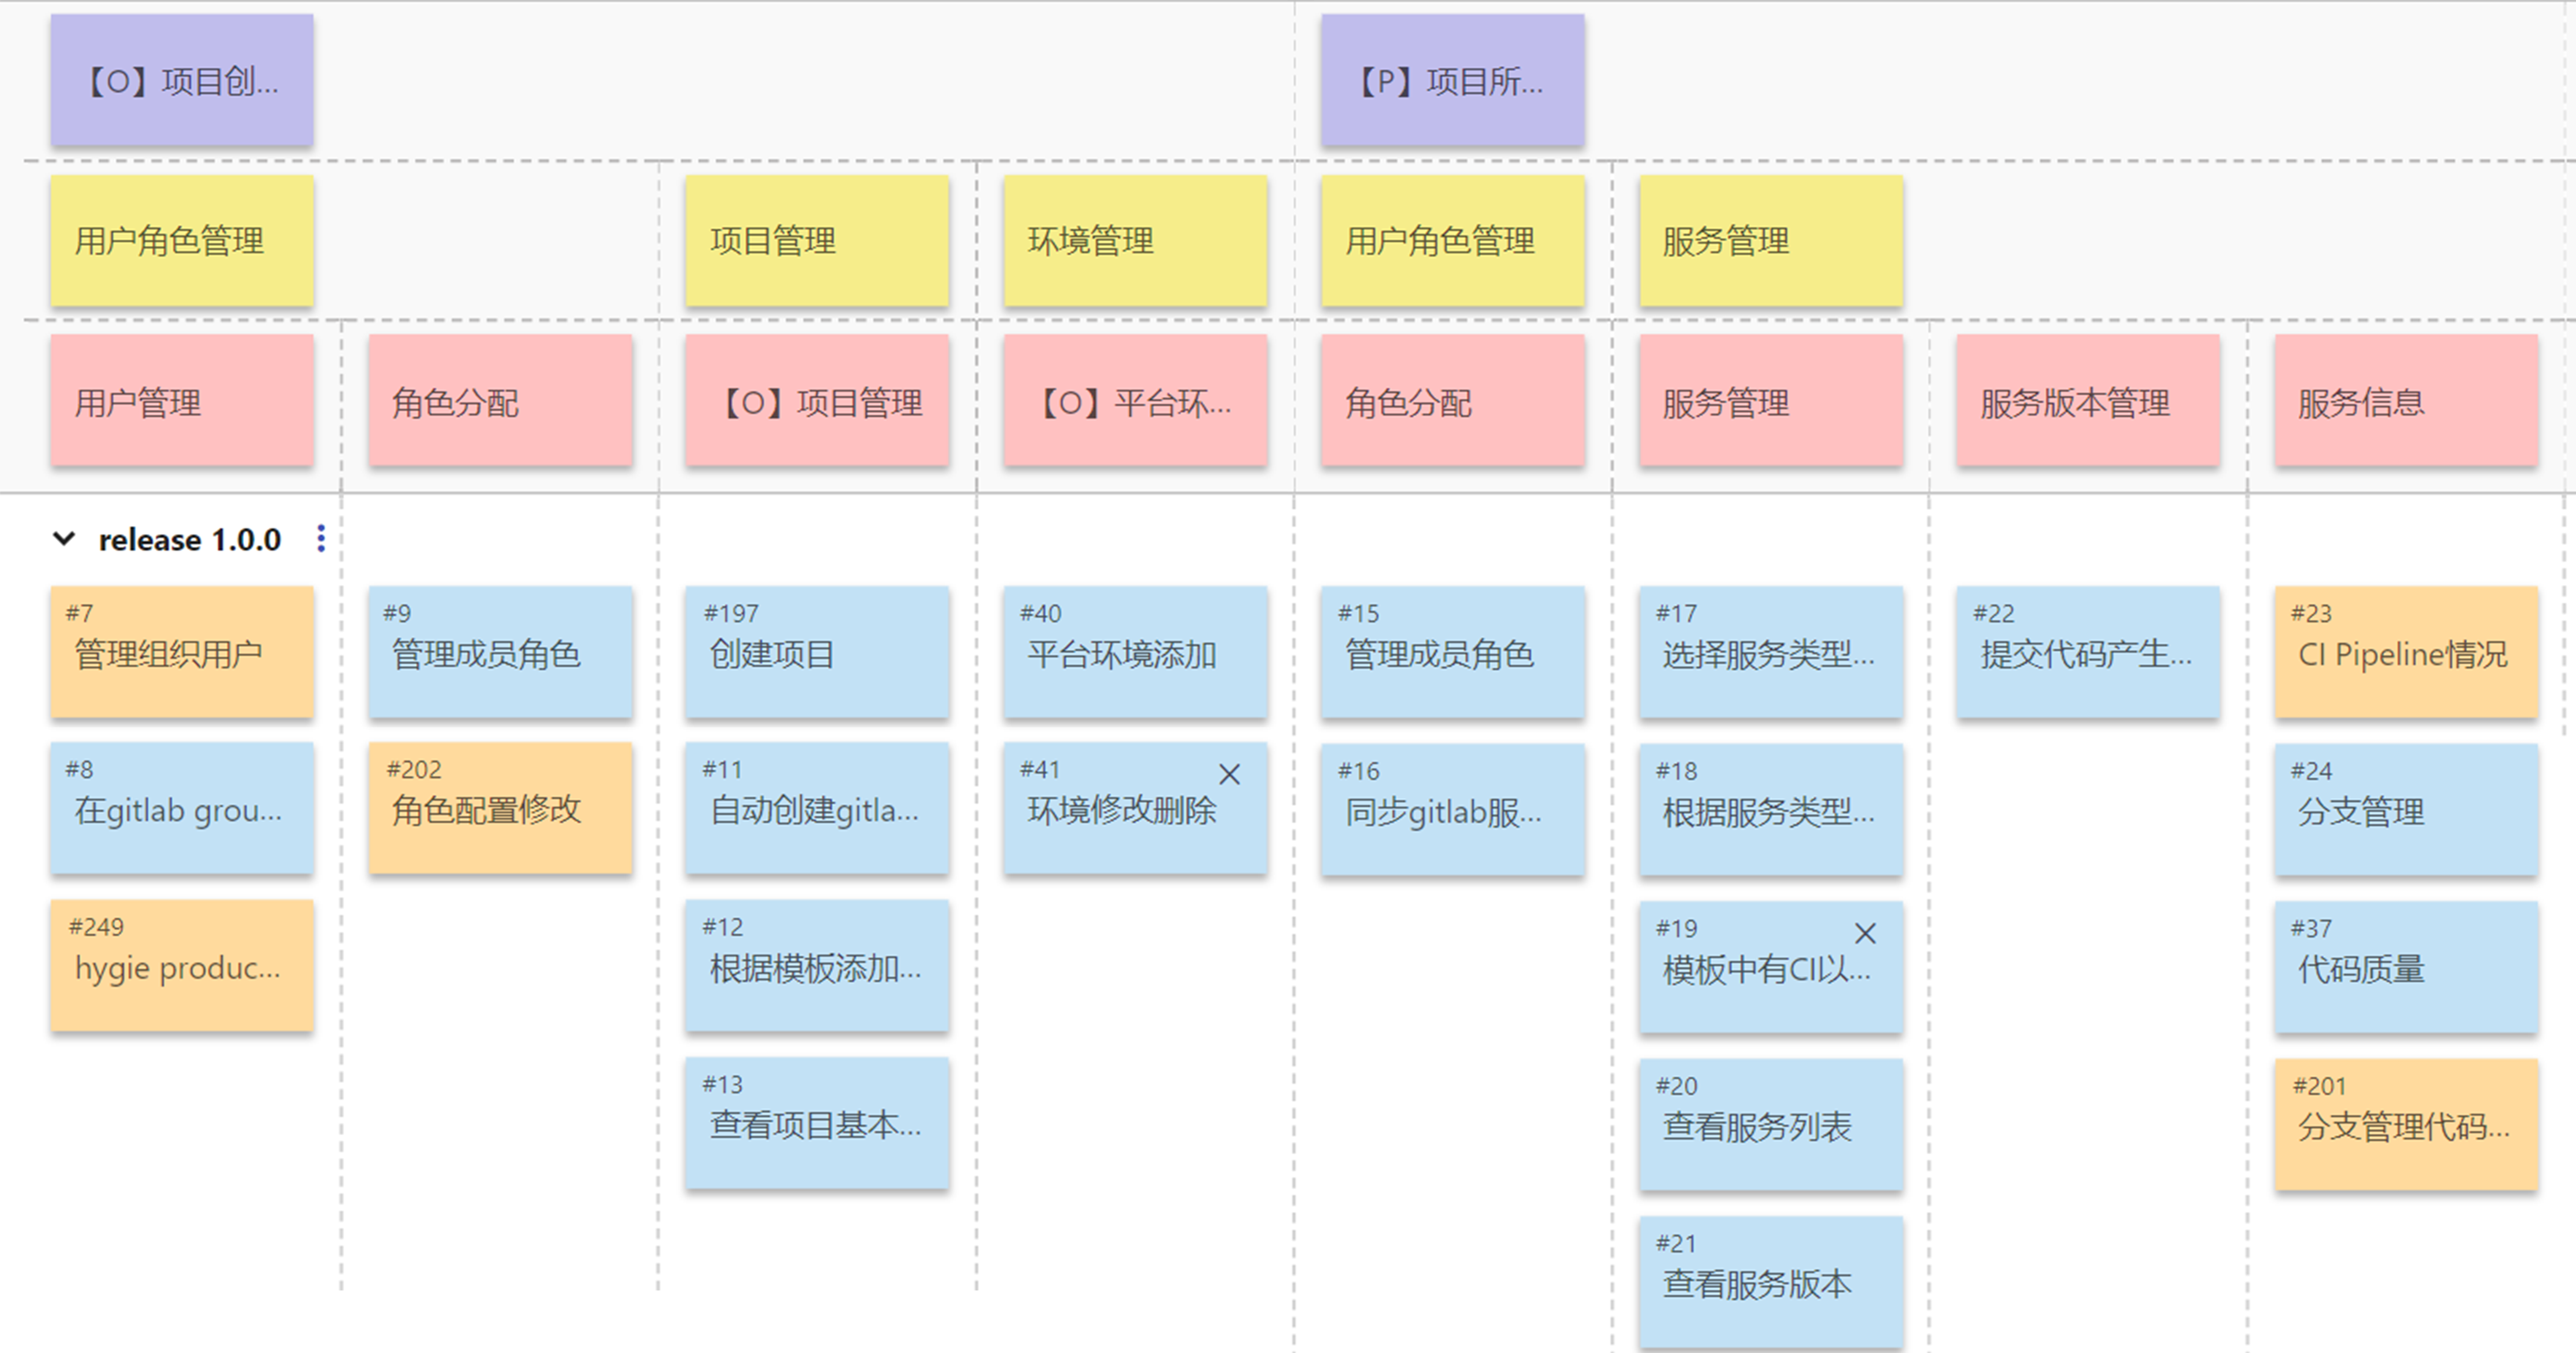 【O】项目创...
【P】项目所...
用户角色管理
项目管理
环境管理
用户角色管理
服务管理
用户管理
角色分配
【O】项目管理
【O】平台环...
角色分配
服务管理
服务版本管理
服务信息
release 1.0.0
#7
管理组织用户
#9
管理成员角色
#197
创建项目
#40
平台环境添加
#15
管理成员角色
#17
选择服务类型...
#22
提交代码产生...
#23
CI Pipeline情况
#8
在gitlab grou...
#202
角色配置修改
#11
自动创建gitla...
#41
环境修改删除
#16
同步gitlab服...
#18
根据服务类型...
#24
分支管理
#249
hygie produc...
#12
根据模板添加...
#19
模板中有CI以...
#37
代码质量
#13
查看项目基本...
#20
查看服务列表
#201
分支管理代码...
#21
查看服务版本